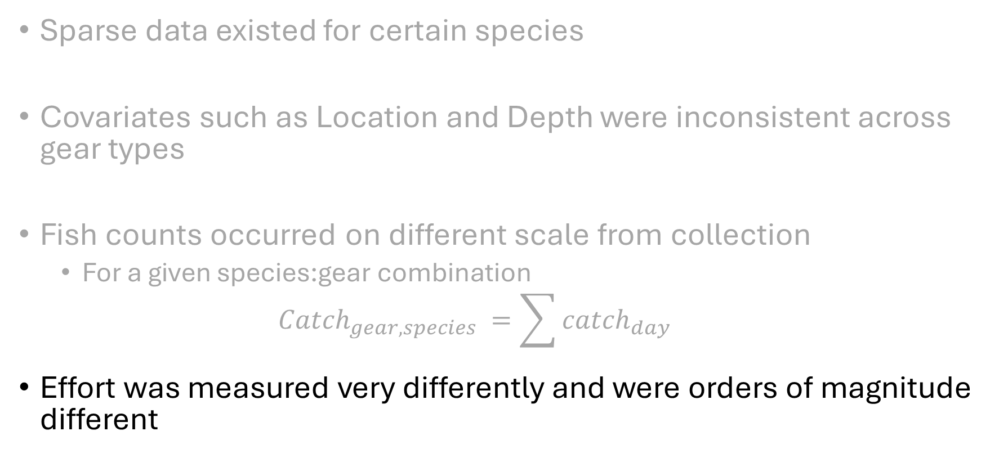 • Sparse data existed for certain species
• Covariates such as Location and Depth were inconsistent across
gear types
• Fish counts occurred on different scale from collection
• For a given species:gear combination
Catch_{gear,species} = ∑ catch_{day}
• Effort was measured very differently and were orders of magnitude
different